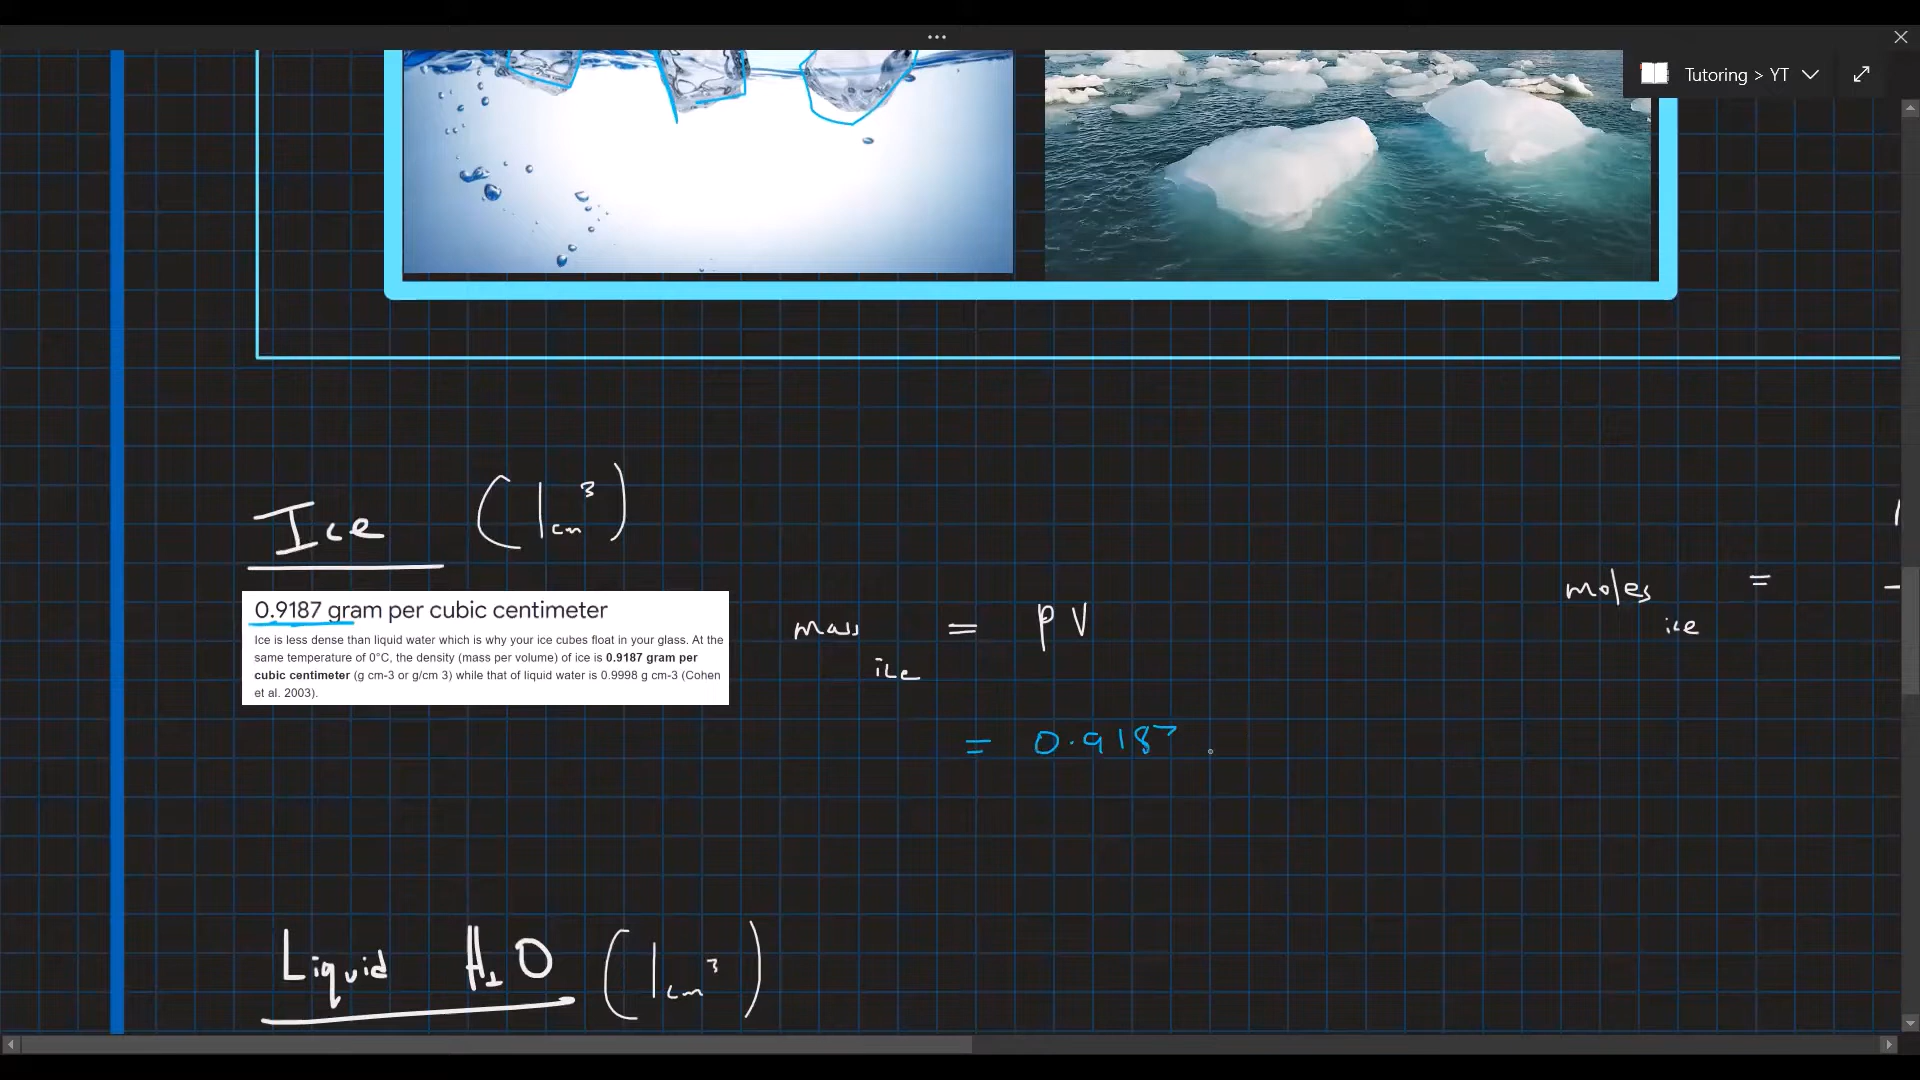 Tutoring > YT
Ice (1 cm³)
0.9187 gram per cubic centimeter
Ice is less dense than liquid water which is why your ice cubes float in your glass. At the
same temperature of 0°C, the density (mass per volume) of ice is 0.9187 gram per
cubic centimeter (g cm-3 or g/cm 3) while that of liquid water is 0.9998 g cm-3 (Cohen
et al. 2003).
mass ice = ρV
= 0.9187
moles ice =
Liquid H₂O (1 cm³)